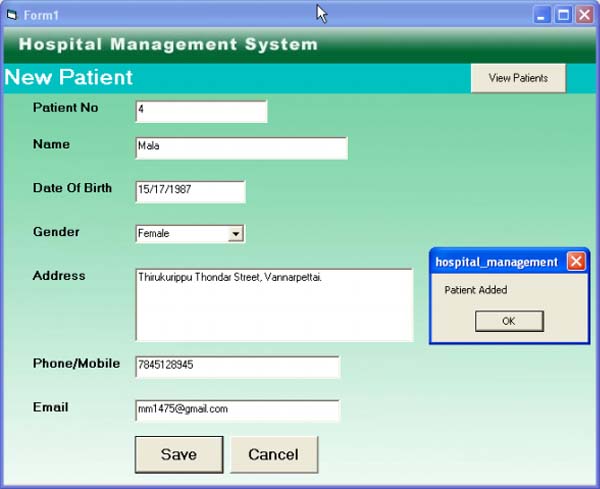 Form1
Hospital Management System
New Patient
View Patients
Patient No 4
Name Mala
Date Of Birth 15/17/1987
Gender Female
Address Thirukurippu Thondar Street, Vannarpettai.
hospital_management
Patient Added
OK
Phone/Mobile 7845128945
Email mm1475@gmail.com
Save Cancel